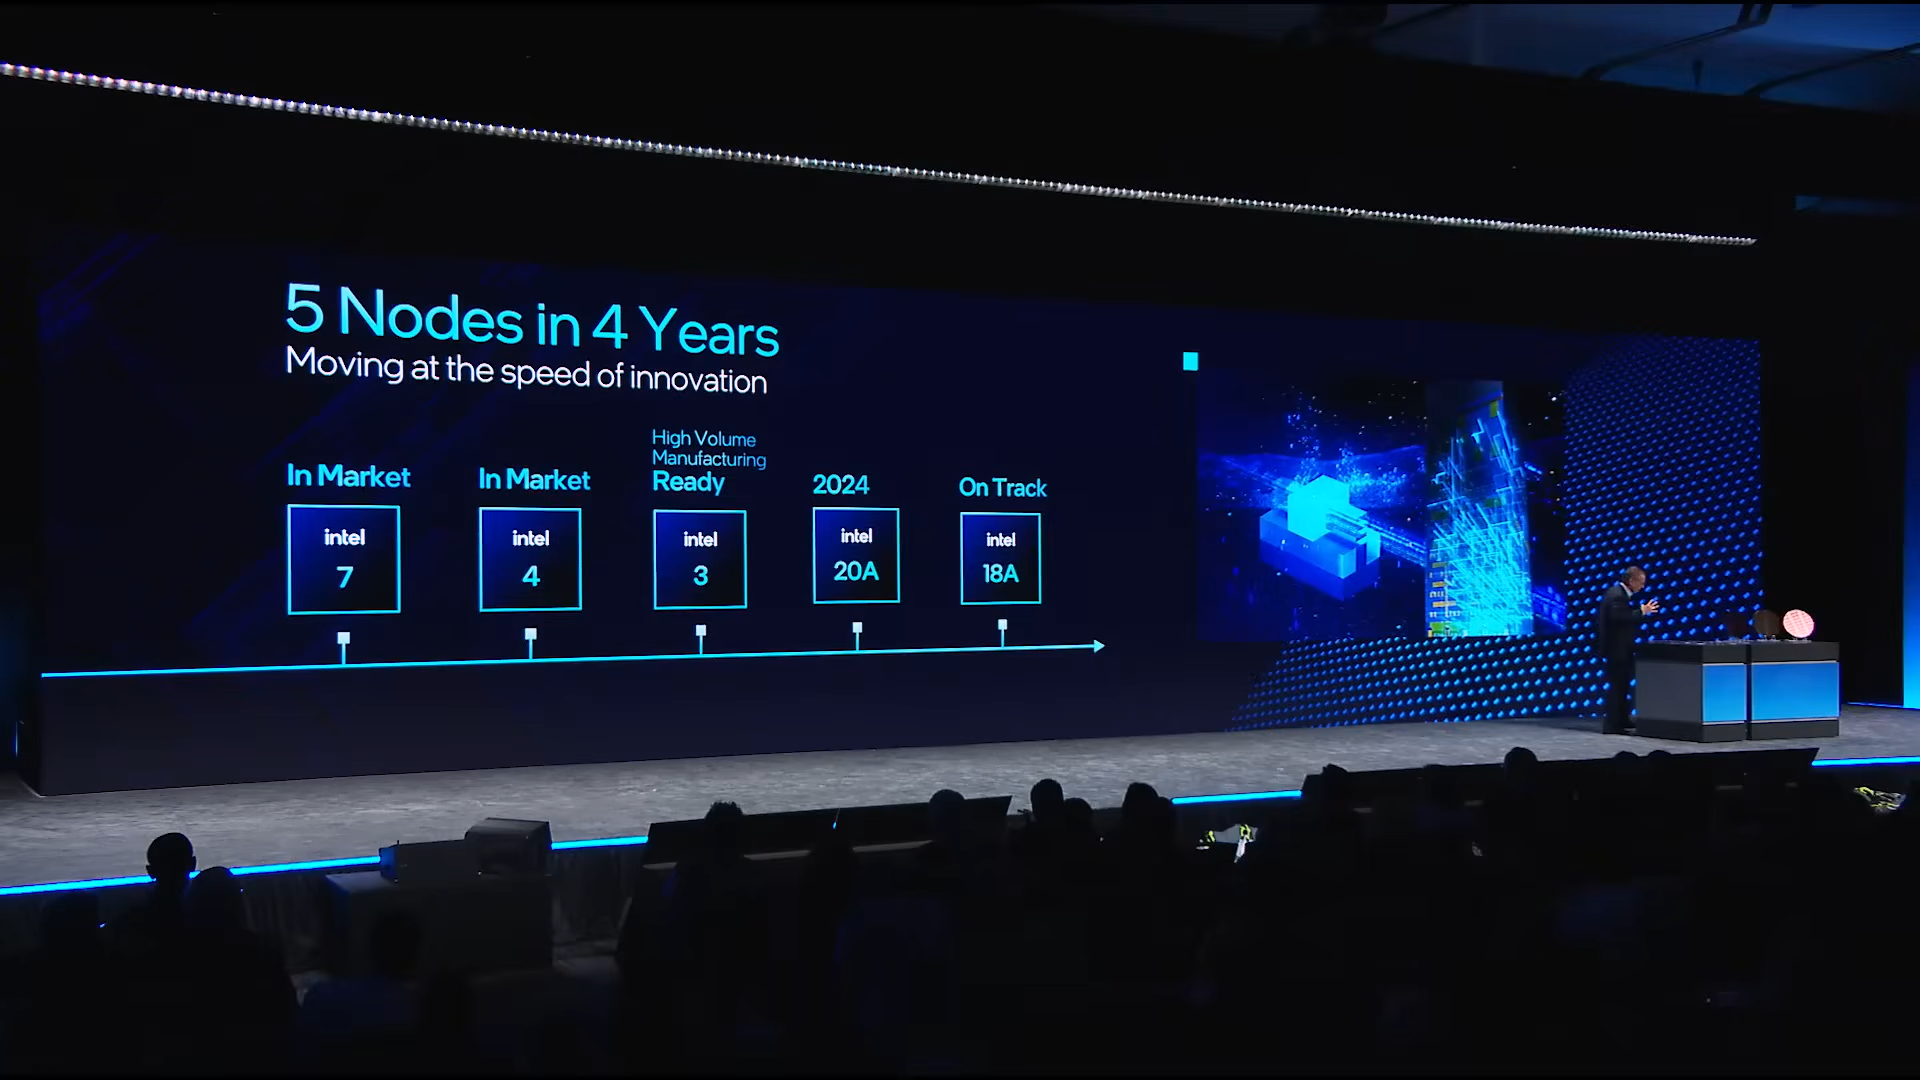 5 Nodes in 4 Years
Moving at the speed of innovation
In Market
intel
7
In Market
intel
4
High Volume
Manufacturing
Ready
intel
3
2024
intel
20A
On Track
intel
18A